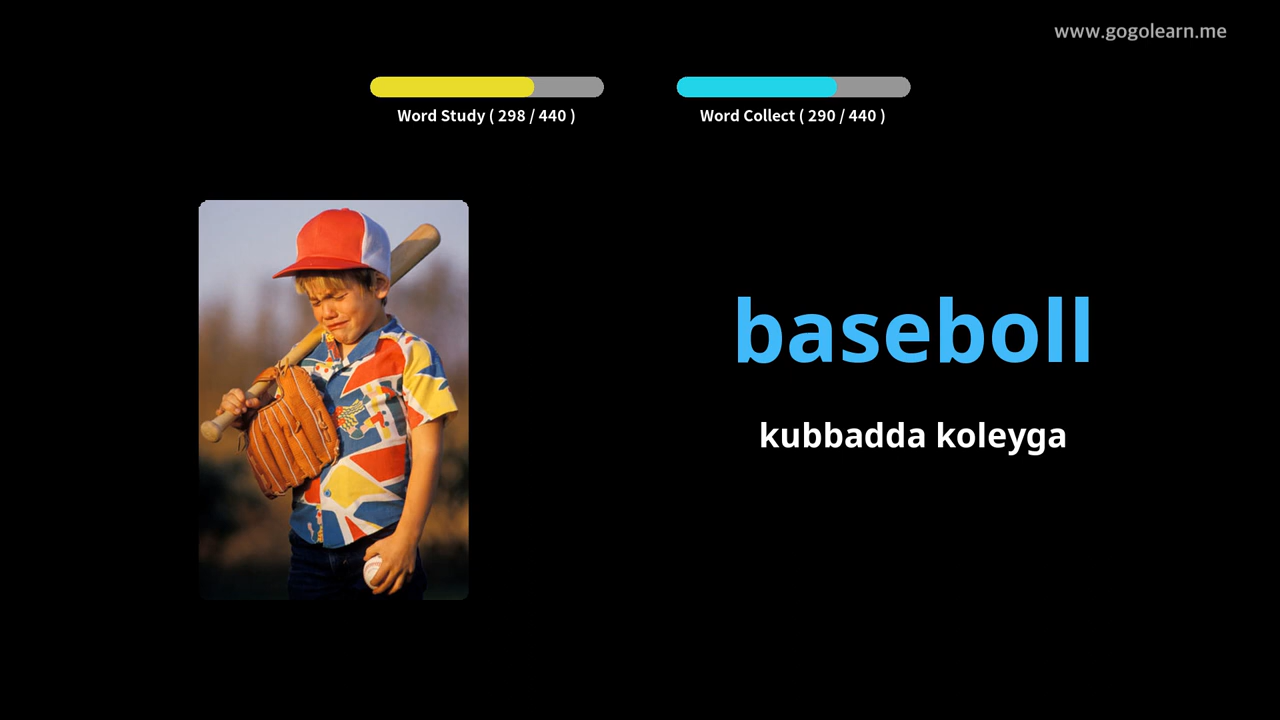 www.gogolearn.me
Word Study ( 298 / 440 )
Word Collect ( 290 / 440 )
baseboll
kubbadda koleyga